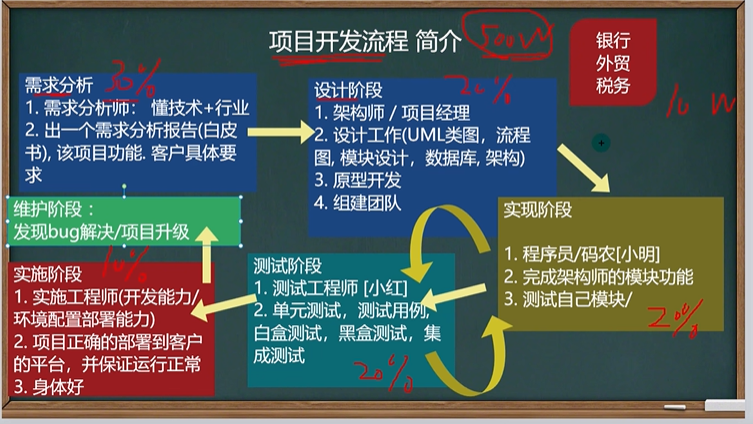 项目开发流程 简介
500W
银行
外贸
税务
10 W
需求分析 30%
1. 需求分析师： 懂技术+行业
2. 出一个需求分析报告(白皮
书), 该项目功能. 客户具体要
求
设计阶段 20%
1. 架构师 / 项目经理
2. 设计工作(UML类图，流程
图, 模块设计，数据库, 架构)
3. 原型开发
4. 组建团队
实现阶段
1. 程序员/码农[小明]
2. 完成架构师的模块功能
3. 测试自己模块/
20%
测试阶段
1. 测试工程师 [小红]
2. 单元测试，测试用例,
白盒测试，黑盒测试，集
成测试
20%
实施阶段 10%
1. 实施工程师(开发能力/
环境配置部署能力)
2. 项目正确的部署到客户
的平台，并保证运行正常
3. 身体好
维护阶段：
发现bug解决/项目升级